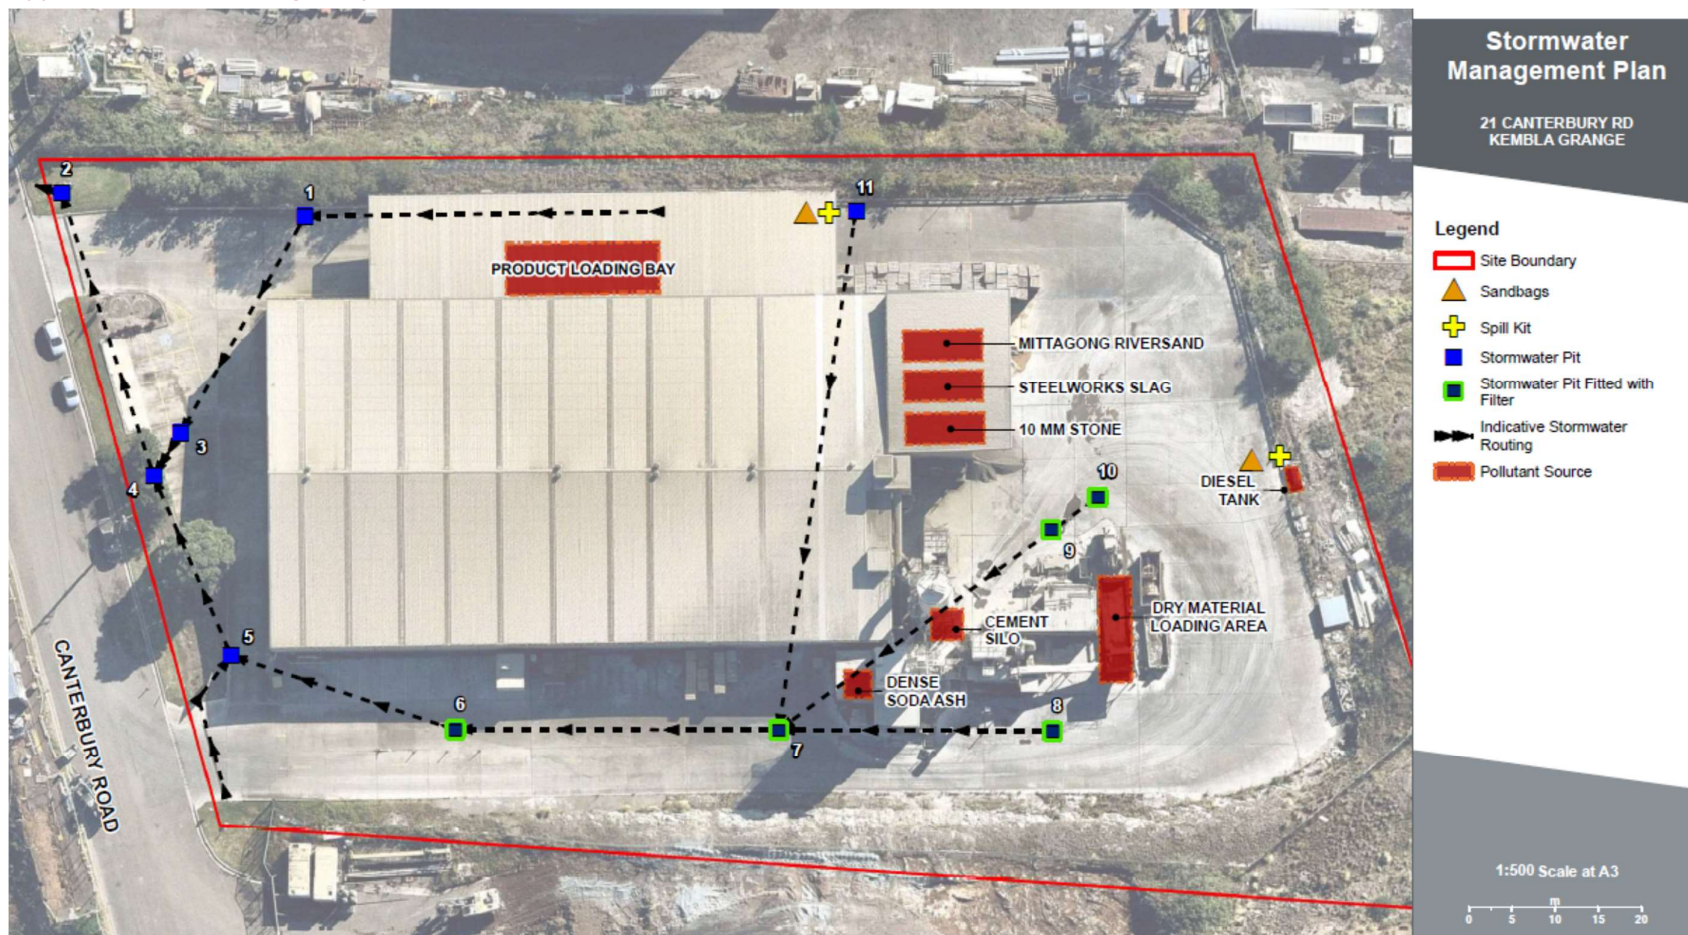 Stormwater
Management Plan
21 CANTERBURY RD
KEMBLA GRANGE
Legend
Site Boundary
Sandbags
Spill Kit
Stormwater Pit
Stormwater Pit Fitted with
Filter
Indicative Stormwater
Routing
Pollutant Source
1:500 Scale at A3
m
0 5 10 15 20
2
1
11
PRODUCT LOADING BAY
MITTAGONG RIVERSAND
STEELWORKS SLAG
10 MM STONE
3
4
10
DIESEL
TANK
9
DRY MATERIAL
LOADING AREA
CEMENT
SILO
5
DENSE
SODA ASH
6
8
7
CANTERBURY ROAD